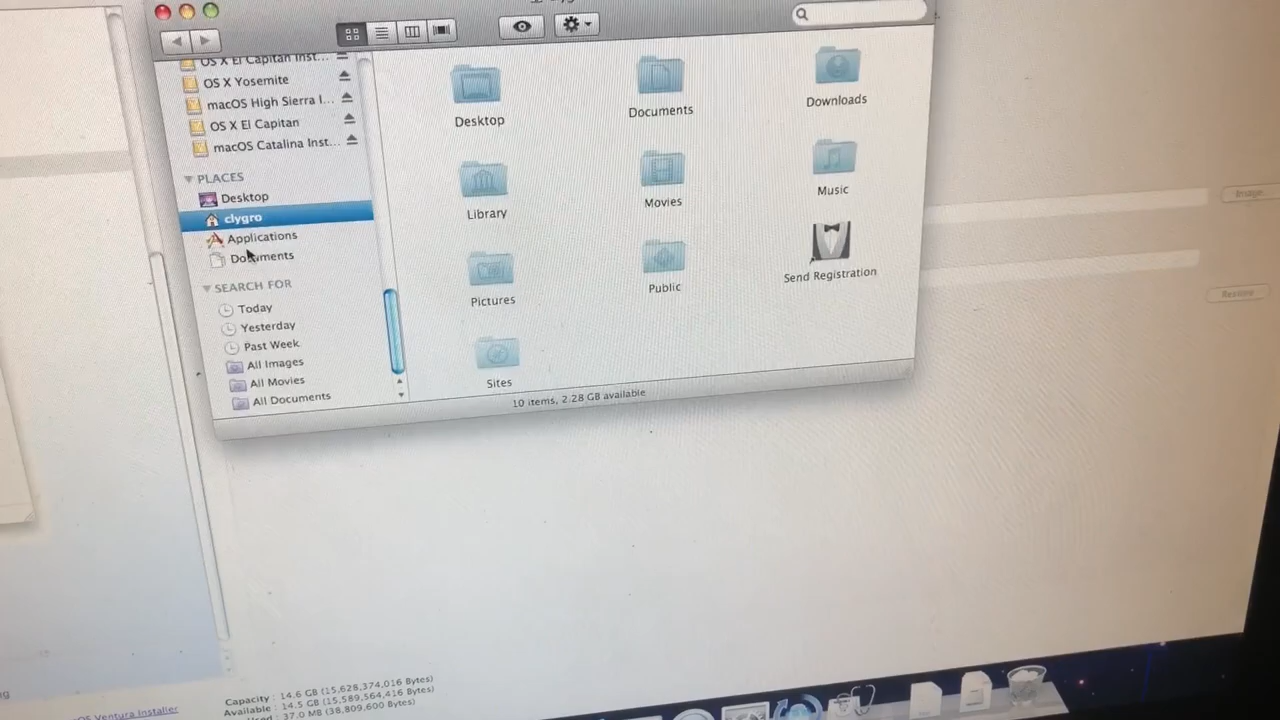 OS X El Capitan Inst...
OS X Yosemite
macOS High Sierra I...
OS X El Capitan
macOS Catalina Inst...
PLACES
Desktop
clygro
Applications
Documents
SEARCH FOR
Today
Yesterday
Past Week
All Images
All Movies
All Documents
Desktop
Documents
Downloads
Library
Movies
Music
Pictures
Public
Send Registration
Sites
10 items, 2.28 GB available
Image...
Restore
Capacity : 14.6 GB (15,628,374,016 Bytes)
Available : 14.5 GB (15,589,564,416 Bytes)
Used : 37.0 MB (38,809,600 Bytes)
OS Ventura Installer